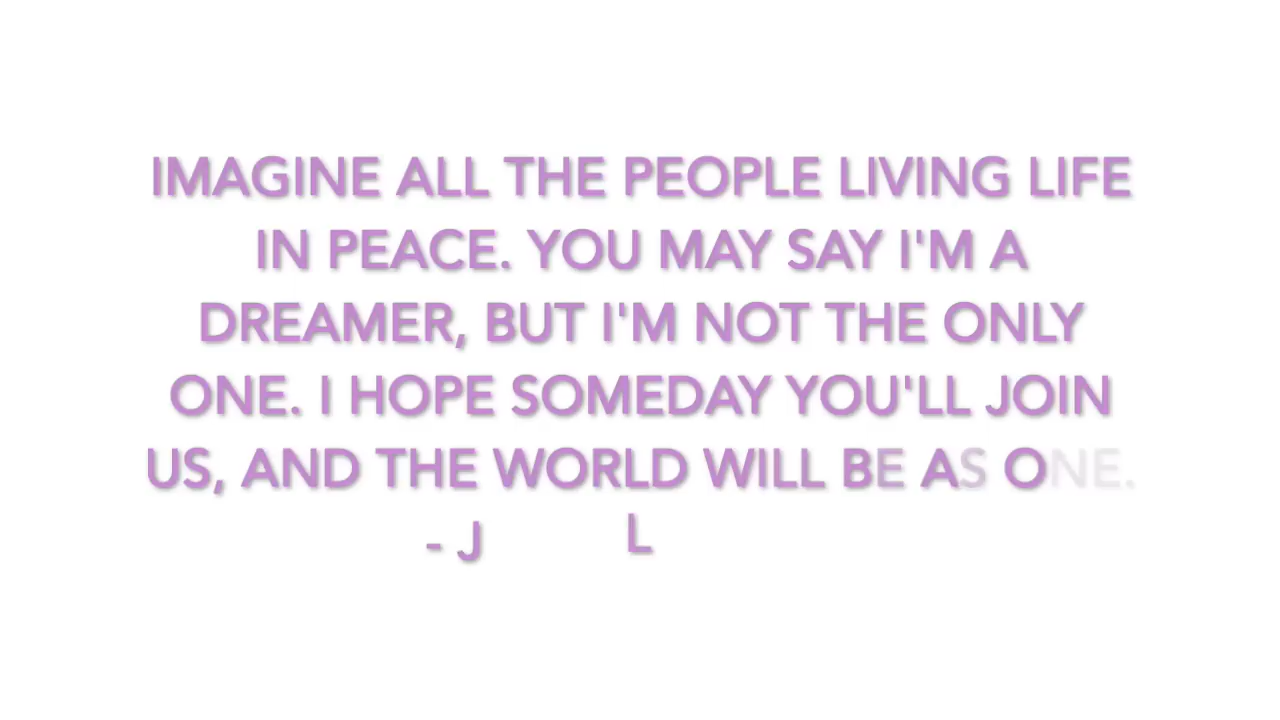 IMAGINE ALL THE PEOPLE LIVING LIFE
IN PEACE. YOU MAY SAY I'M A
DREAMER, BUT I'M NOT THE ONLY
ONE. I HOPE SOMEDAY YOU'LL JOIN
US, AND THE WORLD WILL BE AS ONE.
- J L